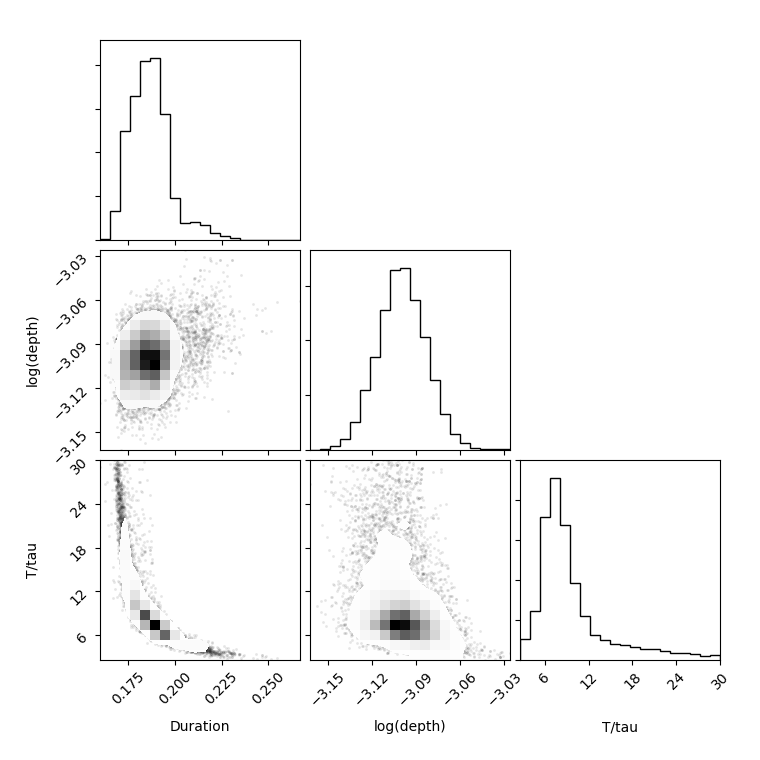 −3.03
−3.06
−3.09
−3.12
−3.15
log(depth)
30
24
18
12
6
T/tau
0.175 0.200 0.225 0.250
Duration
−3.15 −3.12 −3.09 −3.06 −3.03
log(depth)
6 12 18 24 30
T/tau